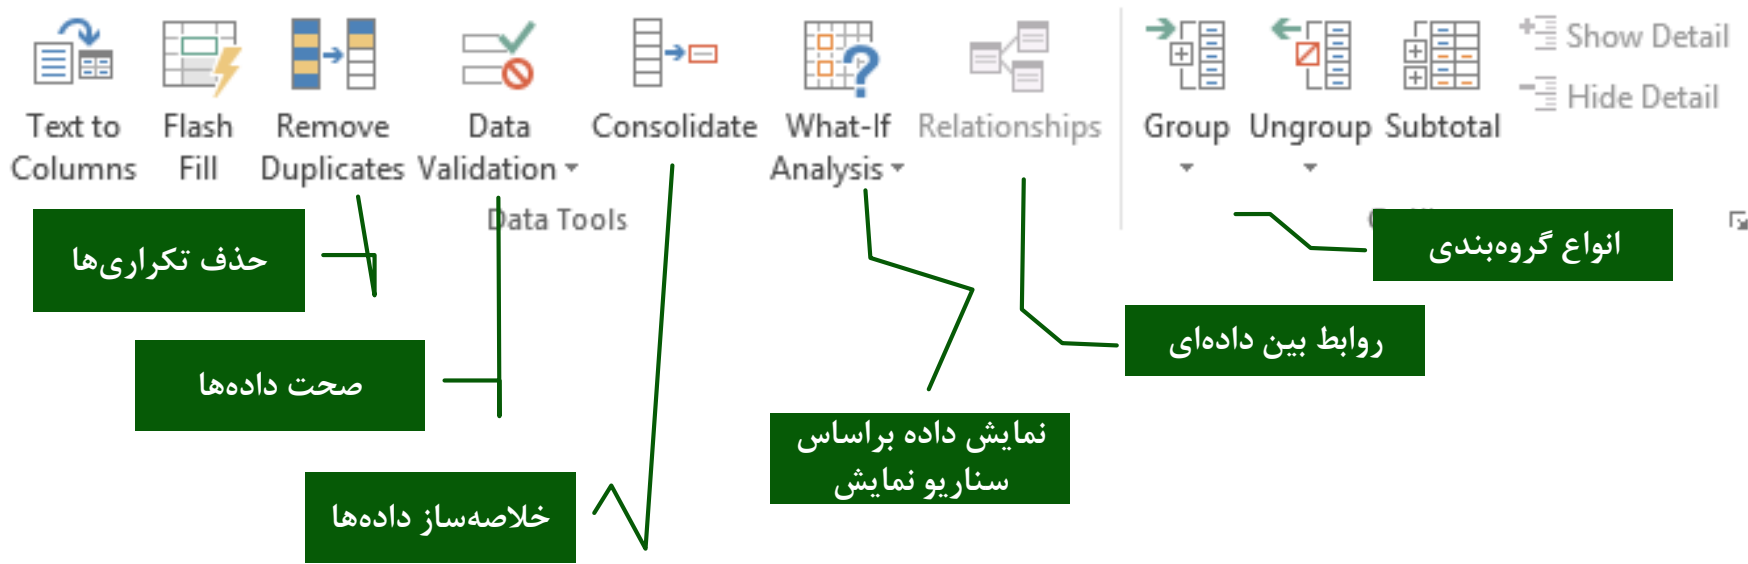 Text to
Columns
Flash
Fill
Remove
Duplicates
Data
Validation
Consolidate
What-If
Analysis
Relationships
Group
Ungroup
Subtotal
Show Detail
Hide Detail
Data Tools
حذف تکراری‌ها
صحت داده‌ها
خلاصه‌ساز داده‌ها
نمایش داده براساس
سناریو نمایش
روابط بین داده‌ای
انواع گروه‌بندی